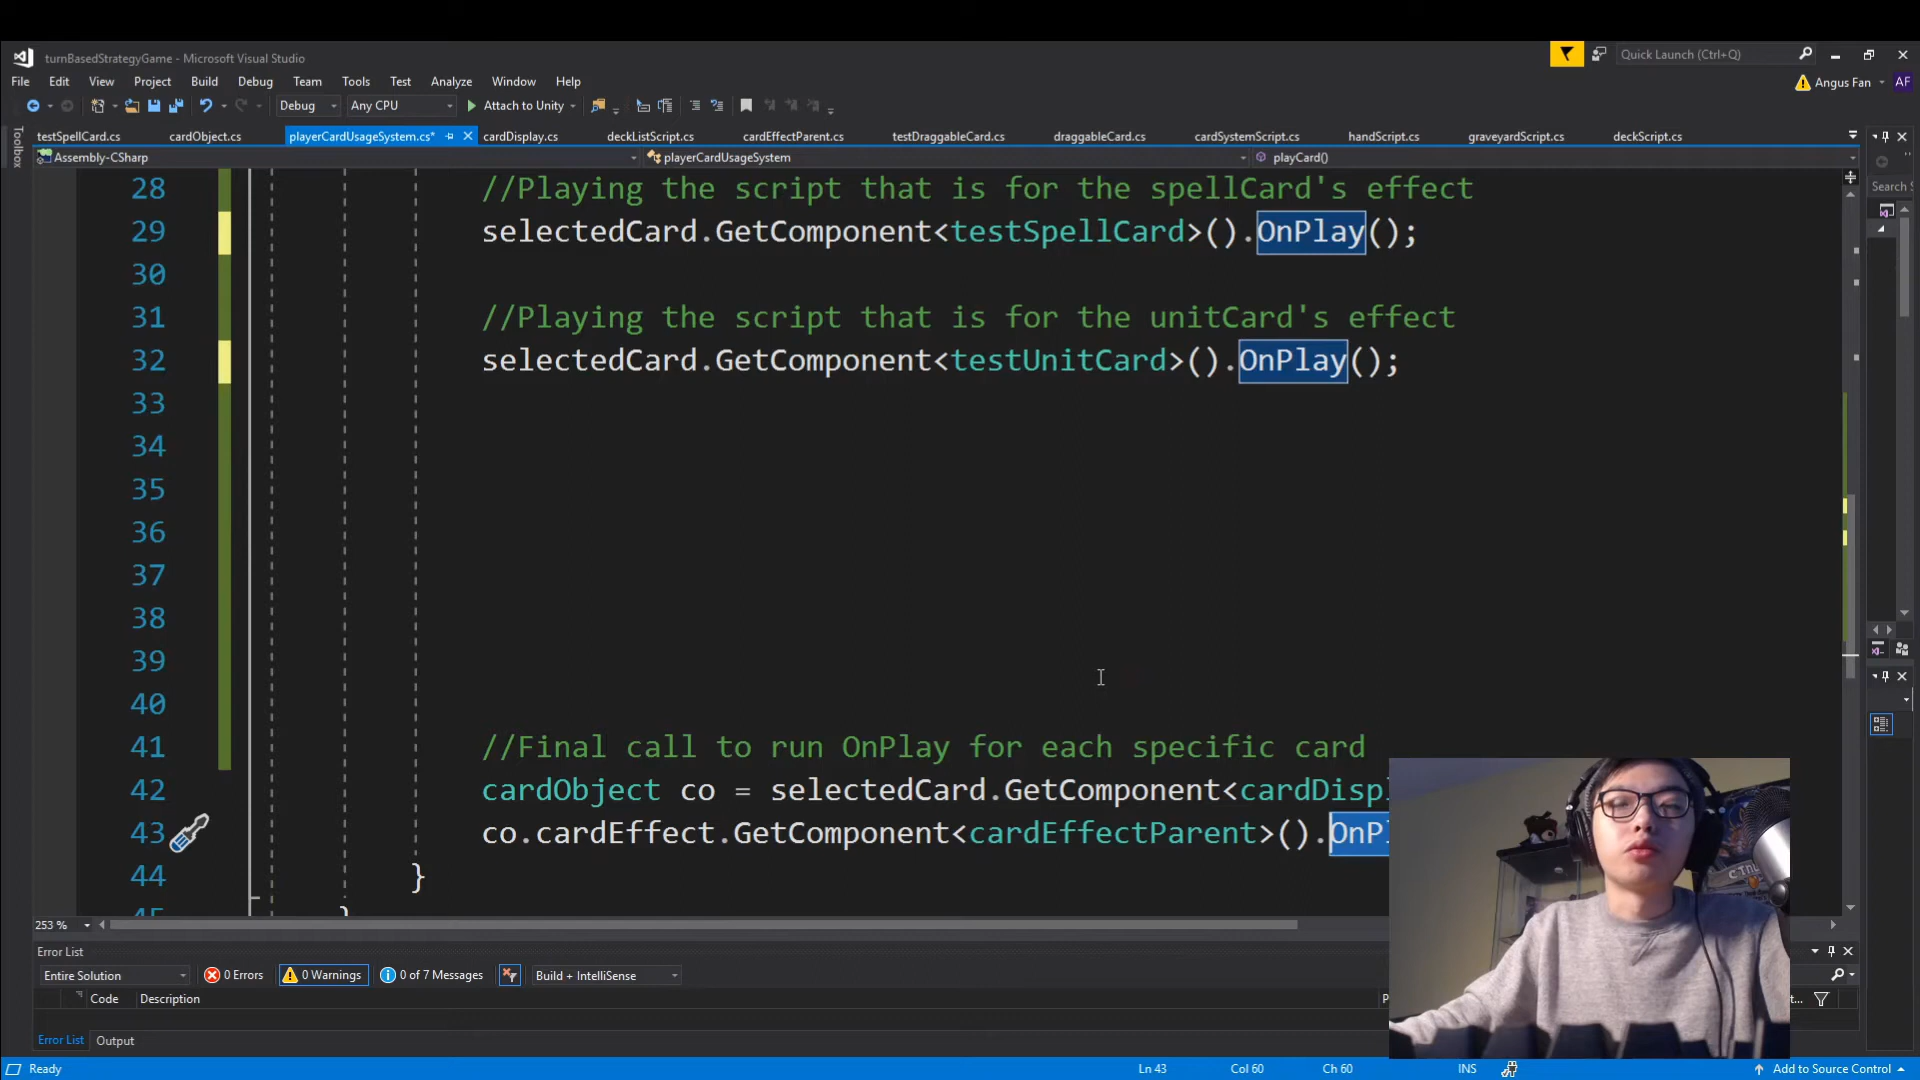 turnBasedStrategyGame - Microsoft Visual Studio
Quick Launch (Ctrl+Q)
File Edit View Project Build Debug Team Tools Test Analyze Window Help
Angus Fan AF
Debug Any CPU Attach to Unity
testSpellCard.cs cardObject.cs playerCardUsageSystem.cs* cardDisplay.cs deckListScript.cs cardEffectParent.cs testDraggableCard.cs draggableCard.cs cardSystemScript.cs handScript.cs graveyardScript.cs deckScript.cs
Toolbox
Assembly-CSharp playerCardUsageSystem playCard()
Search S
28 //Playing the script that is for the spellCard's effect
29 selectedCard.GetComponent<testSpellCard>().OnPlay();
30
31 //Playing the script that is for the unitCard's effect
32 selectedCard.GetComponent<testUnitCard>().OnPlay();
33
34
35
36
37
38
39
40
41 //Final call to run OnPlay for each specific card
42 cardObject co = selectedCard.GetComponent<cardDispl
43 co.cardEffect.GetComponent<cardEffectParent>().OnPl
44 }
45 }
253 %
Error List
Entire Solution 0 Errors 0 Warnings 0 of 7 Messages Build + IntelliSense
Code Description P
Error List Output
Ready Ln 43 Col 60 Ch 60 INS Add to Source Control